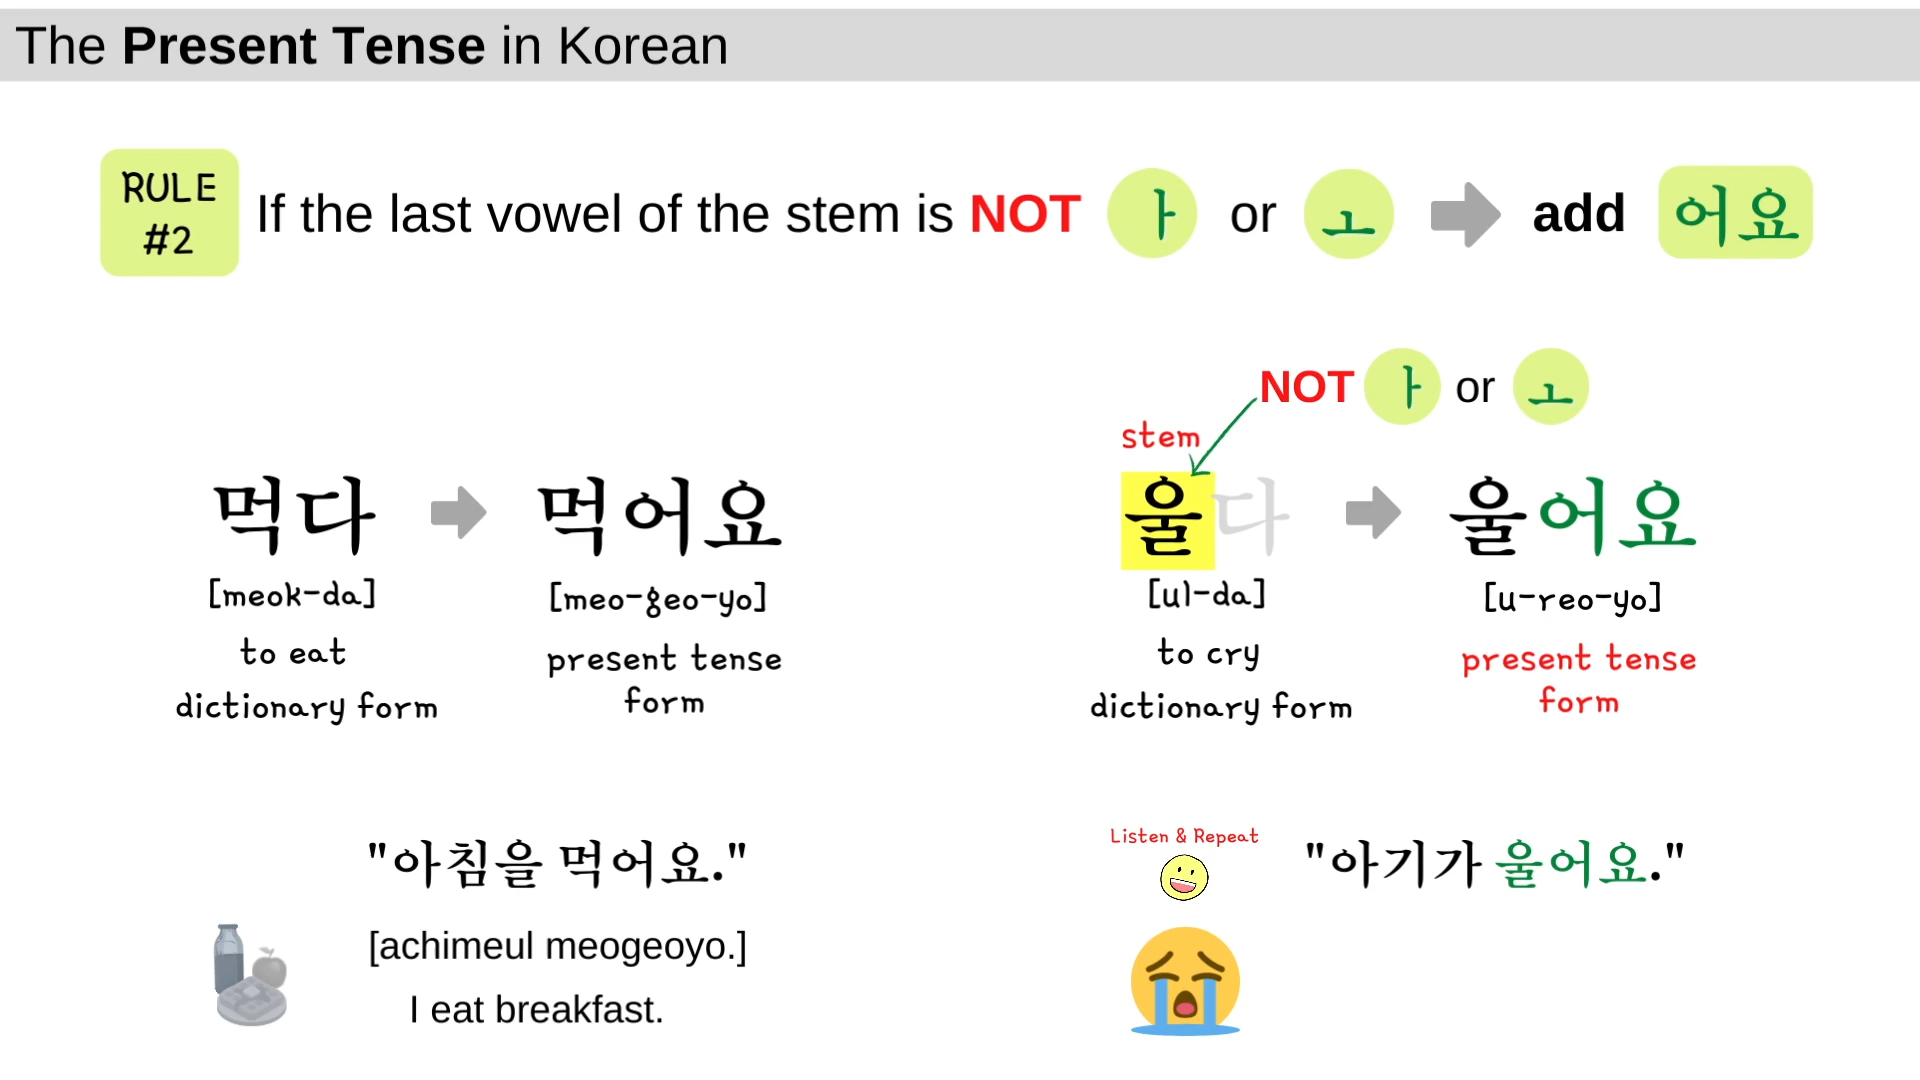 The Present Tense in Korean
RULE
#2
If the last vowel of the stem is NOT ㅏ or ㅗ add 어요
NOT ㅏ or ㅗ
stem
먹다 먹어요
[meok-da] [meo-geo-yo]
to eat
dictionary form
present tense
form
울다 울어요
[ul-da] [u-reo-yo]
to cry
dictionary form
present tense
form
"아침을 먹어요."
[achimeul meogeoyo.]
I eat breakfast.
Listen & Repeat
"아기가 울어요."